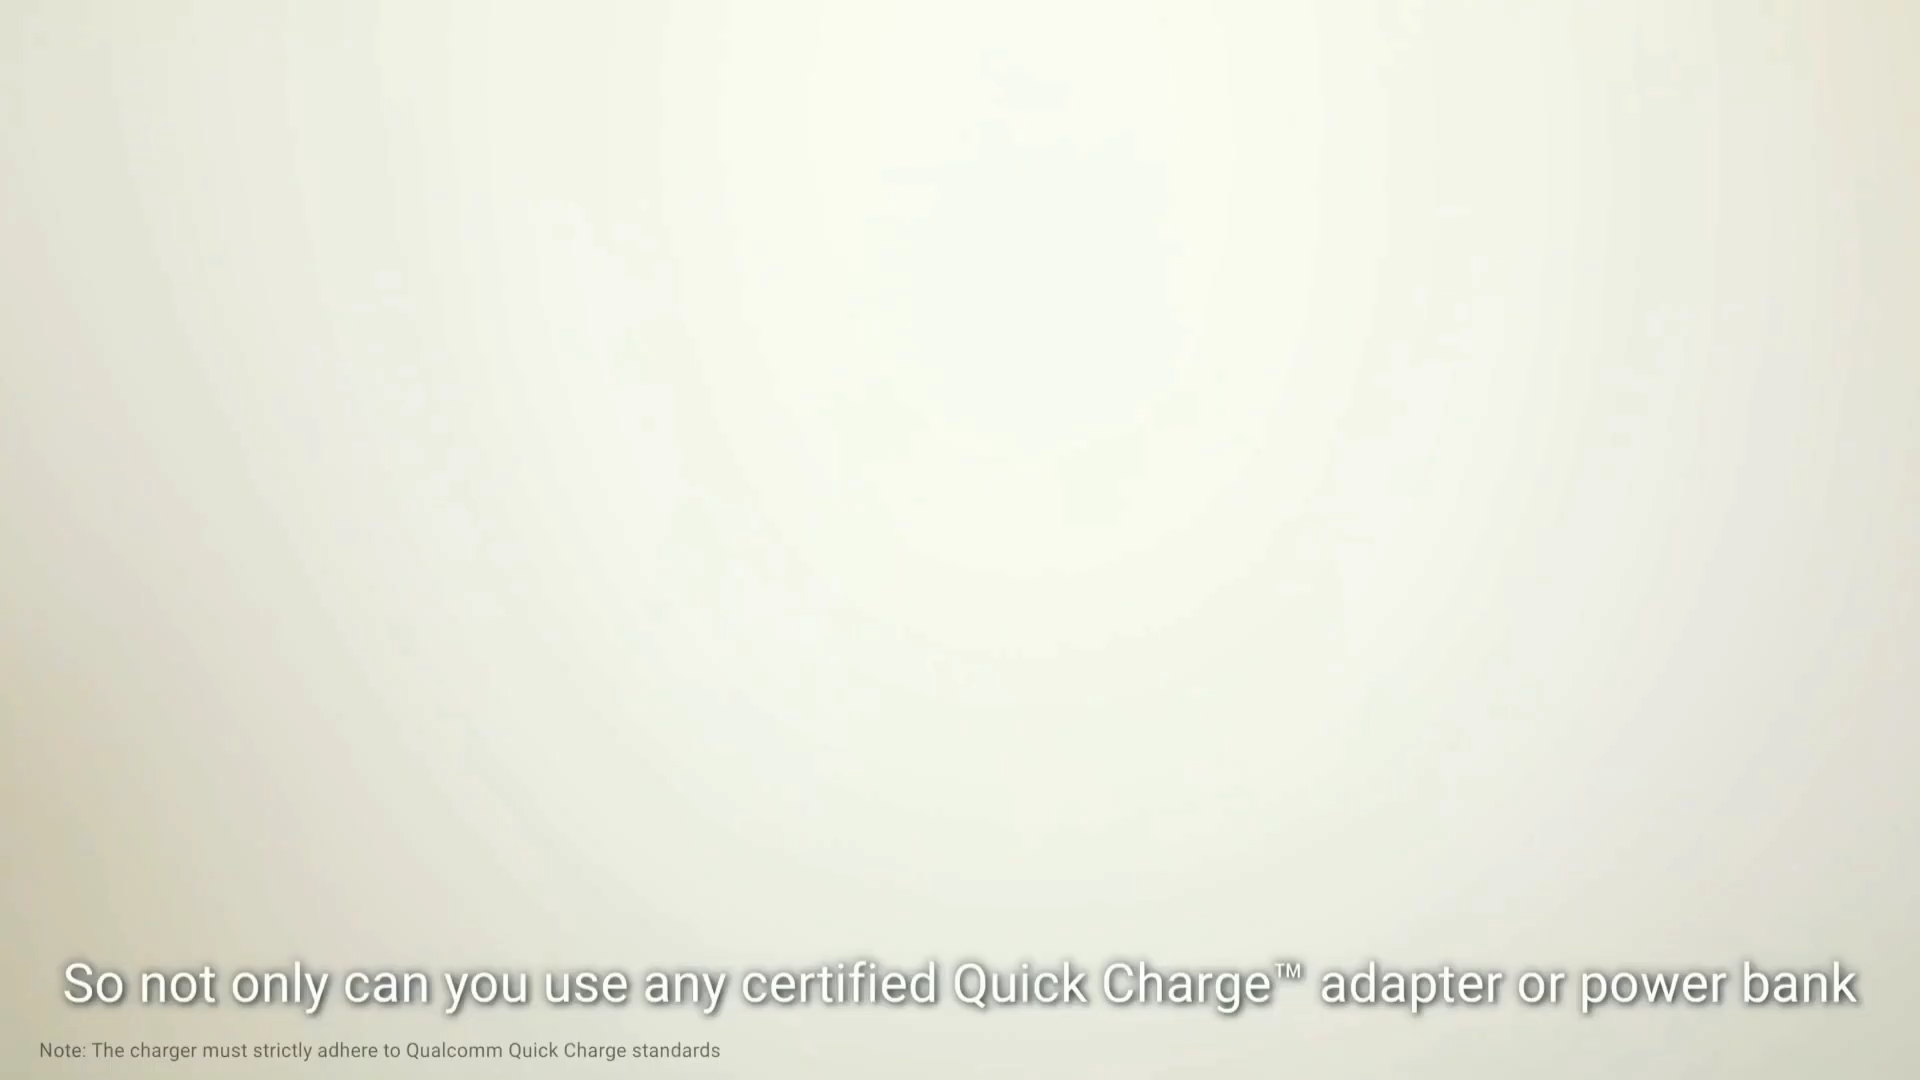 So not only can you use any certified Quick Charge™ adapter or power bank
Note: The charger must strictly adhere to Qualcomm Quick Charge standards